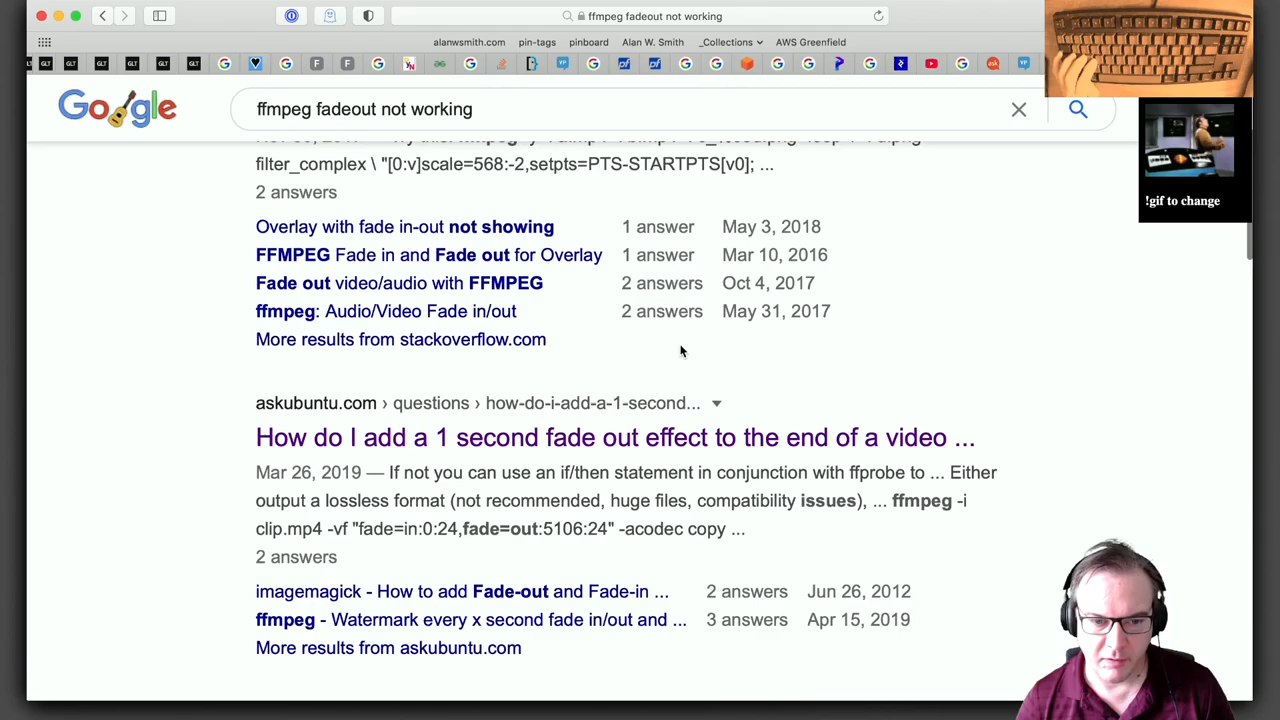 ffmpeg fadeout not working
alanwsmith.com pin-tags pinboard Alan W. Smith _Collections AWS Greenfield
GLT GLT GLT GLT GLT GLT
Google
ffmpeg fadeout not working
filter_complex \ "[0:v]scale=568:-2,setpts=PTS-STARTPTS[v0]; ...
2 answers
Overlay with fade in-out not showing 1 answer May 3, 2018
FFMPEG Fade in and Fade out for Overlay 1 answer Mar 10, 2016
Fade out video/audio with FFMPEG 2 answers Oct 4, 2017
ffmpeg: Audio/Video Fade in/out 2 answers May 31, 2017
More results from stackoverflow.com
askubuntu.com › questions › how-do-i-add-a-1-second...
How do I add a 1 second fade out effect to the end of a video ...
Mar 26, 2019 — If not you can use an if/then statement in conjunction with ffprobe to ... Either
output a lossless format (not recommended, huge files, compatibility issues), ... ffmpeg -i
clip.mp4 -vf "fade=in:0:24,fade=out:5106:24" -acodec copy ...
2 answers
imagemagick - How to add Fade-out and Fade-in ... 2 answers Jun 26, 2012
ffmpeg - Watermark every x second fade in/out and ... 3 answers Apr 15, 2019
More results from askubuntu.com
!gif to change